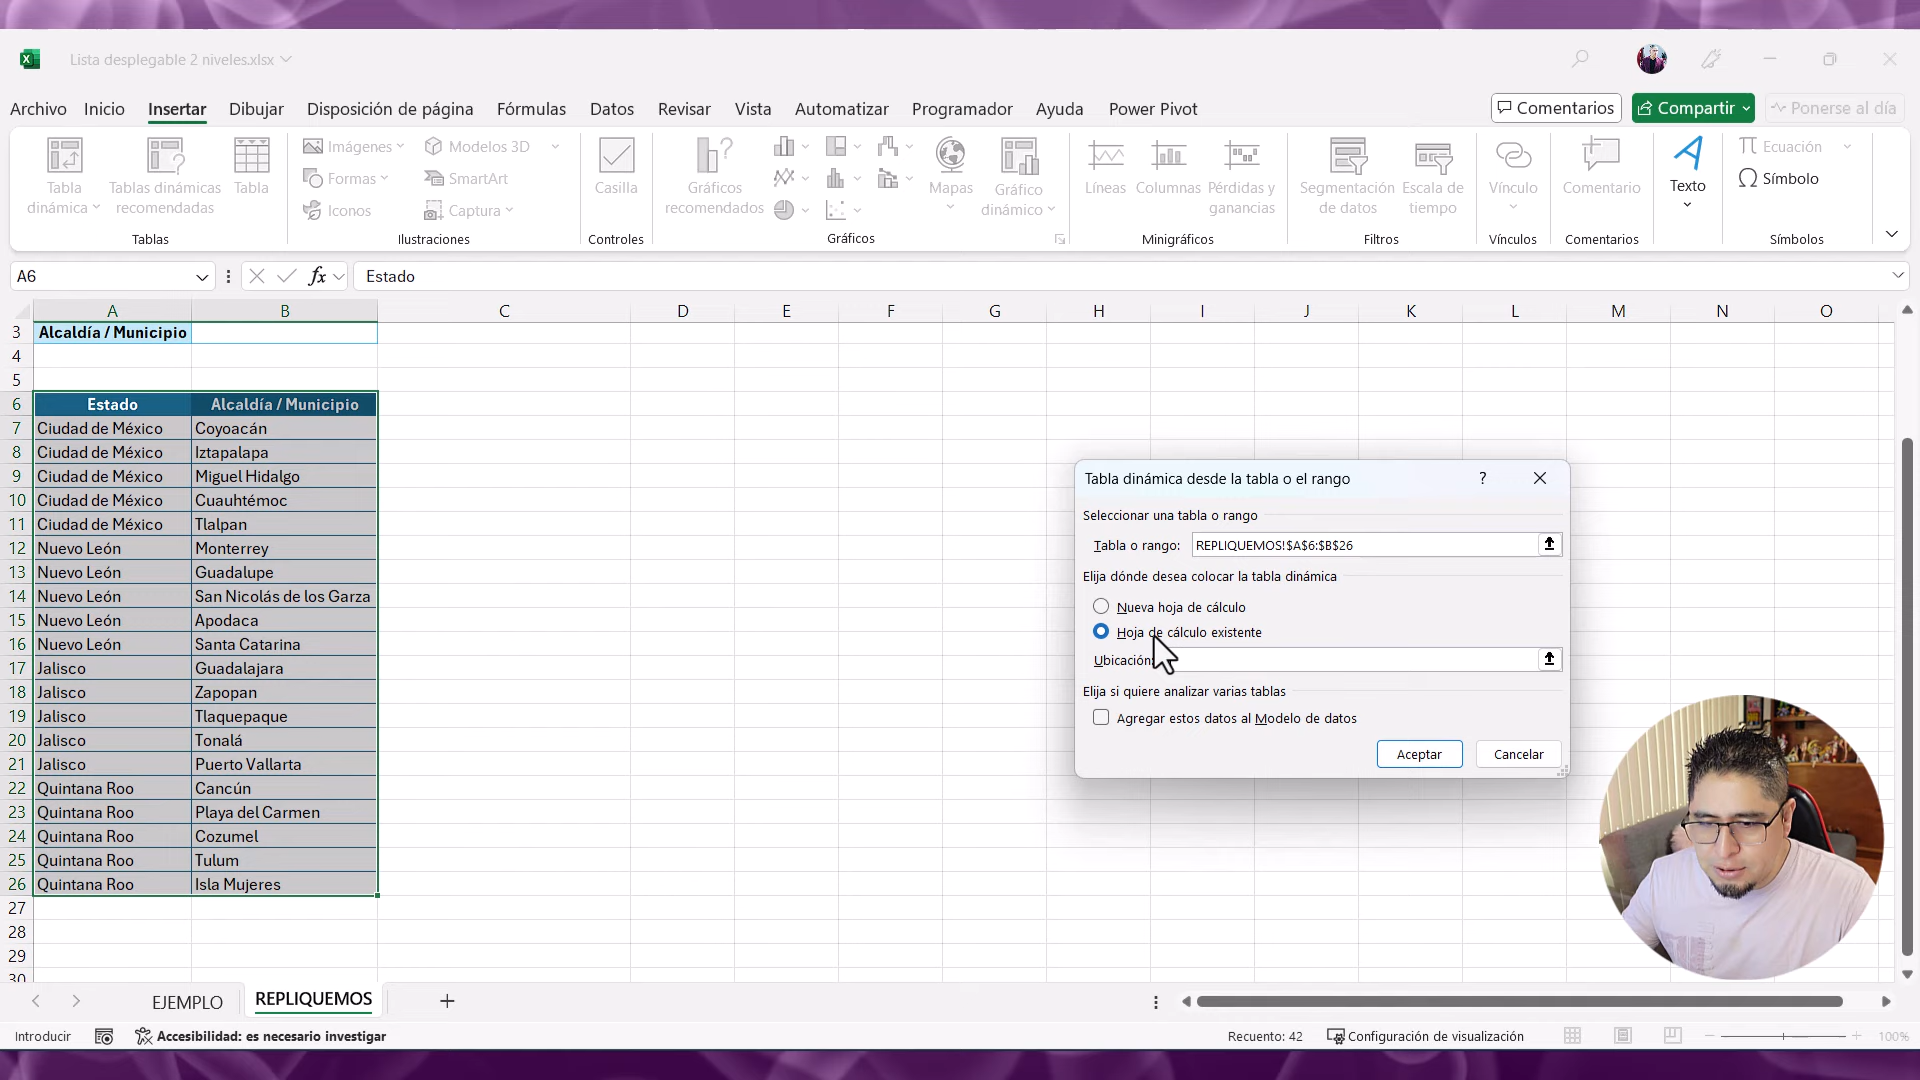 Lista desplegable 2 niveles.xlsx
Archivo Inicio Insertar Dibujar Disposición de página Fórmulas Datos Revisar Vista Automatizar Programador Ayuda Power Pivot Comentarios Compartir Ponerse al día
Tabla dinámica
Tablas dinámicas recomendadas
Tabla
Tablas
Imágenes
Formas
Iconos
Modelos 3D
SmartArt
Captura
Ilustraciones
Casilla
Controles
Gráficos recomendados
Mapas
Gráfico dinámico
Gráficos
Líneas
Columnas
Pérdidas y ganancias
Minigráficos
Segmentación de datos
Escala de tiempo
Filtros
Vínculo
Vínculos
Comentario
Comentarios
Texto
Ecuación
Símbolo
Símbolos
A6 fx Estado
A B C D E F G H I J K L M N O
3 Alcaldía / Municipio
4
5
6 Estado Alcaldía / Municipio
7 Ciudad de México Coyoacán
8 Ciudad de México Iztapalapa
9 Ciudad de México Miguel Hidalgo
10 Ciudad de México Cuauhtémoc
11 Ciudad de México Tlalpan
12 Nuevo León Monterrey
13 Nuevo León Guadalupe
14 Nuevo León San Nicolás de los Garza
15 Nuevo León Apodaca
16 Nuevo León Santa Catarina
17 Jalisco Guadalajara
18 Jalisco Zapopan
19 Jalisco Tlaquepaque
20 Jalisco Tonalá
21 Jalisco Puerto Vallarta
22 Quintana Roo Cancún
23 Quintana Roo Playa del Carmen
24 Quintana Roo Cozumel
25 Quintana Roo Tulum
26 Quintana Roo Isla Mujeres
27
28
29
30
Tabla dinámica desde la tabla o el rango ?
Seleccionar una tabla o rango
Tabla o rango: REPLIQUEMOS!$A$6:$B$26
Elija dónde desea colocar la tabla dinámica
Nueva hoja de cálculo
Hoja de cálculo existente
Ubicación:
Elija si quiere analizar varias tablas
Agregar estos datos al Modelo de datos
Aceptar Cancelar
EJEMPLO REPLIQUEMOS
Introducir Accesibilidad: es necesario investigar Recuento: 42 Configuración de visualización 100%